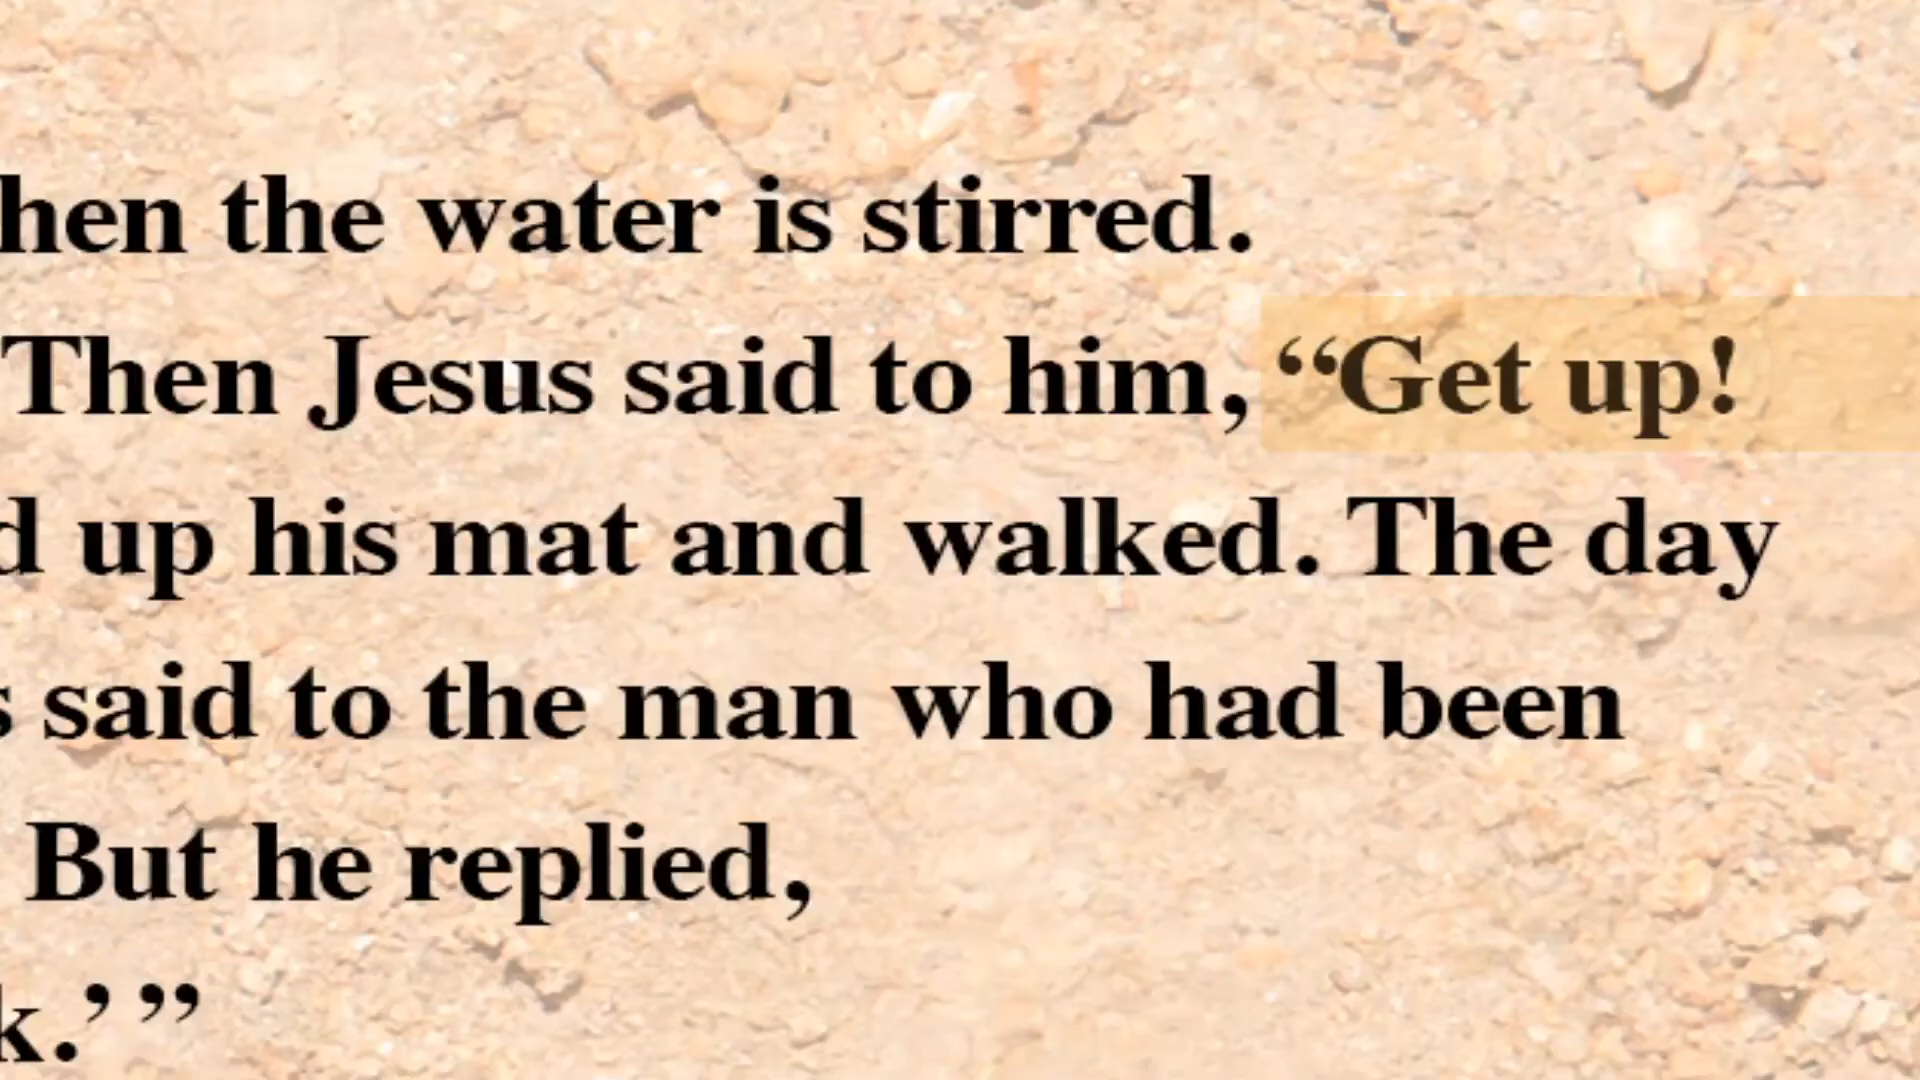 hen the water is stirred.
Then Jesus said to him, “Get up!
d up his mat and walked. The day
s said to the man who had been
But he replied,
k.’ ”